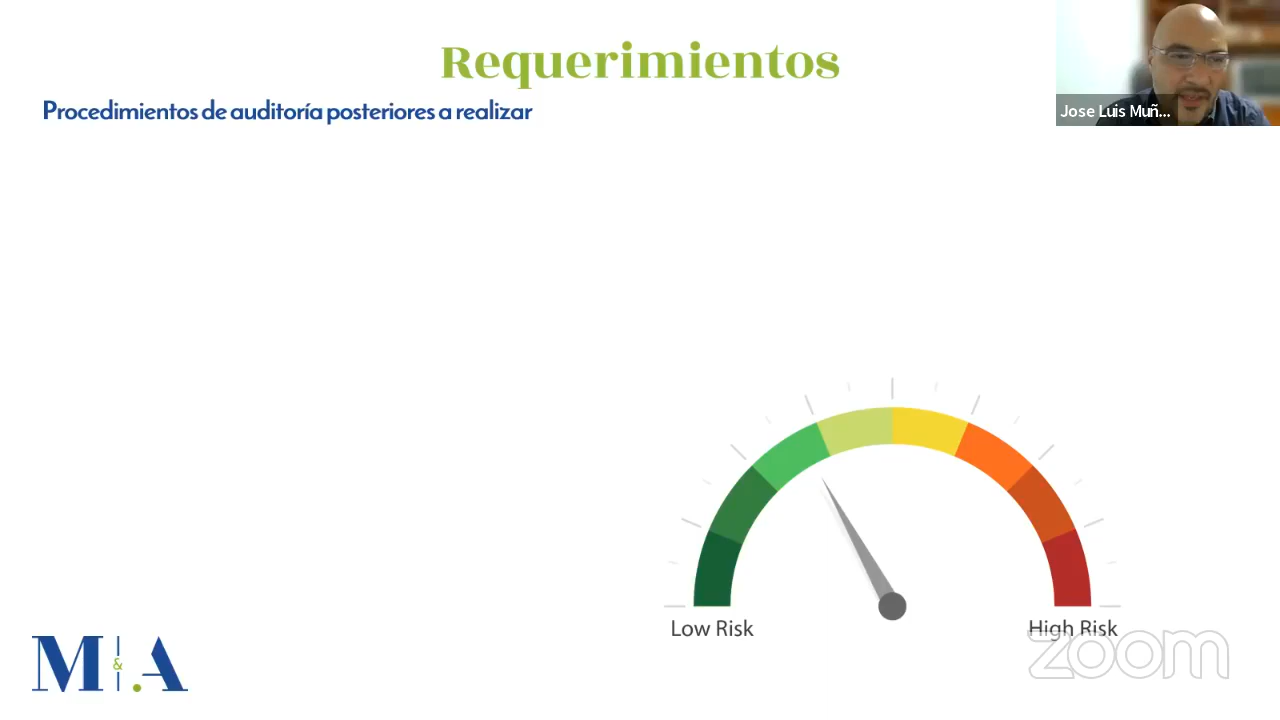 Requerimientos
Procedimientos de auditoría posteriores a realizar
Jose Luis Muñ...
Low Risk
High Risk
zoom
M&A